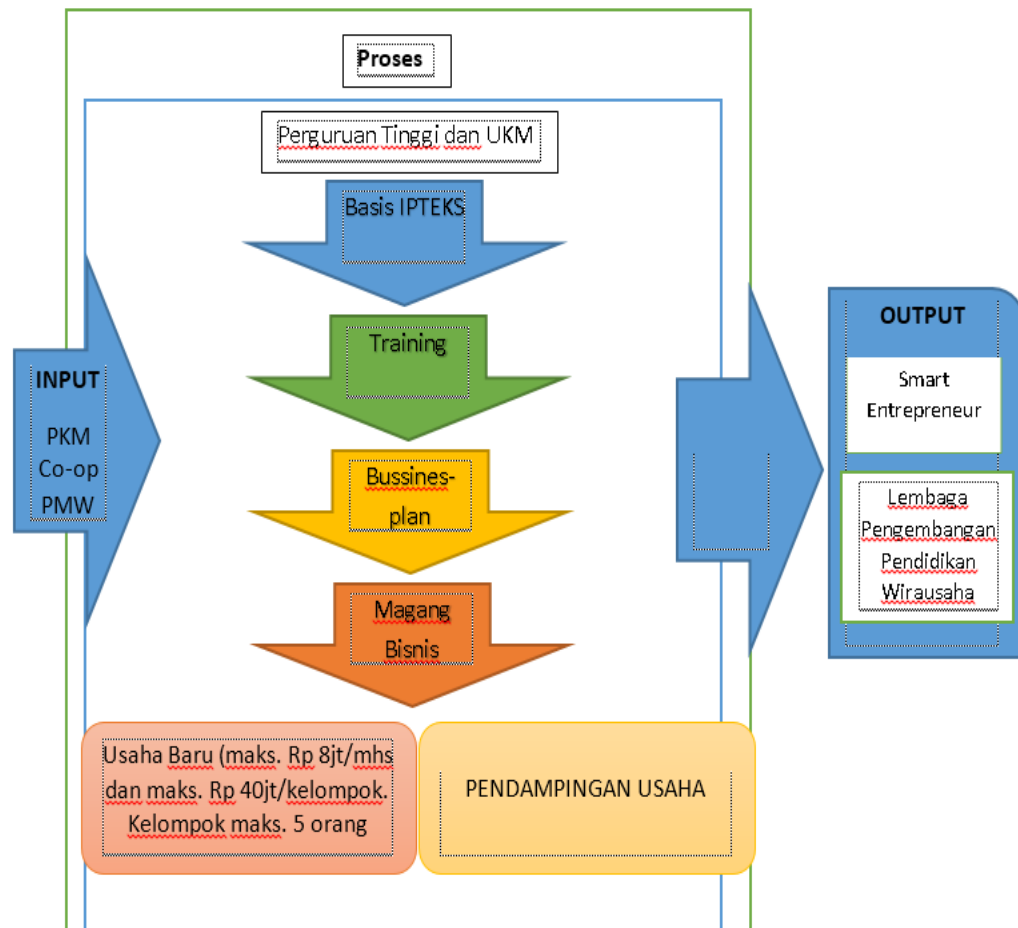 Proses
Perguruan Tinggi dan UKM
Basis IPTEKS
Training
Bussines-
plan
Magang
Bisnis
Usaha Baru (maks. Rp 8jt/mhs
dan maks. Rp 40jt/kelompok.
Kelompok maks. 5 orang
PENDAMPINGAN USAHA
INPUT
PKM
Co-op
PMW
OUTPUT
Smart
Entrepreneur
Lembaga
Pengembangan
Pendidikan
Wirausaha